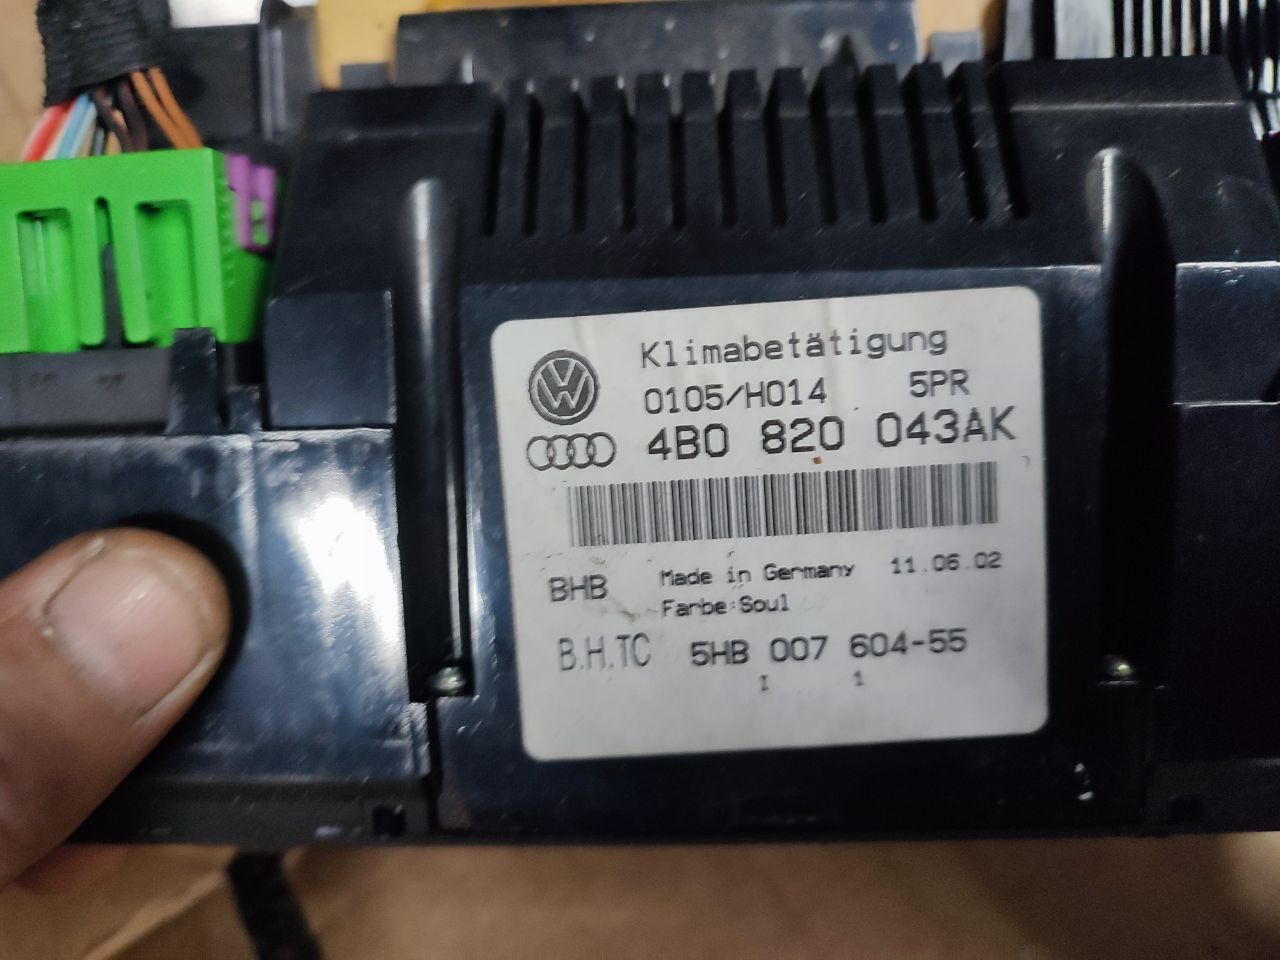 Klimabetätigung
0105/H014 5PR
4B0 820 043AK
BHB Made in Germany 11.06.02
Farbe:Soul
B.H.TC 5HB 007 604-55
I 1